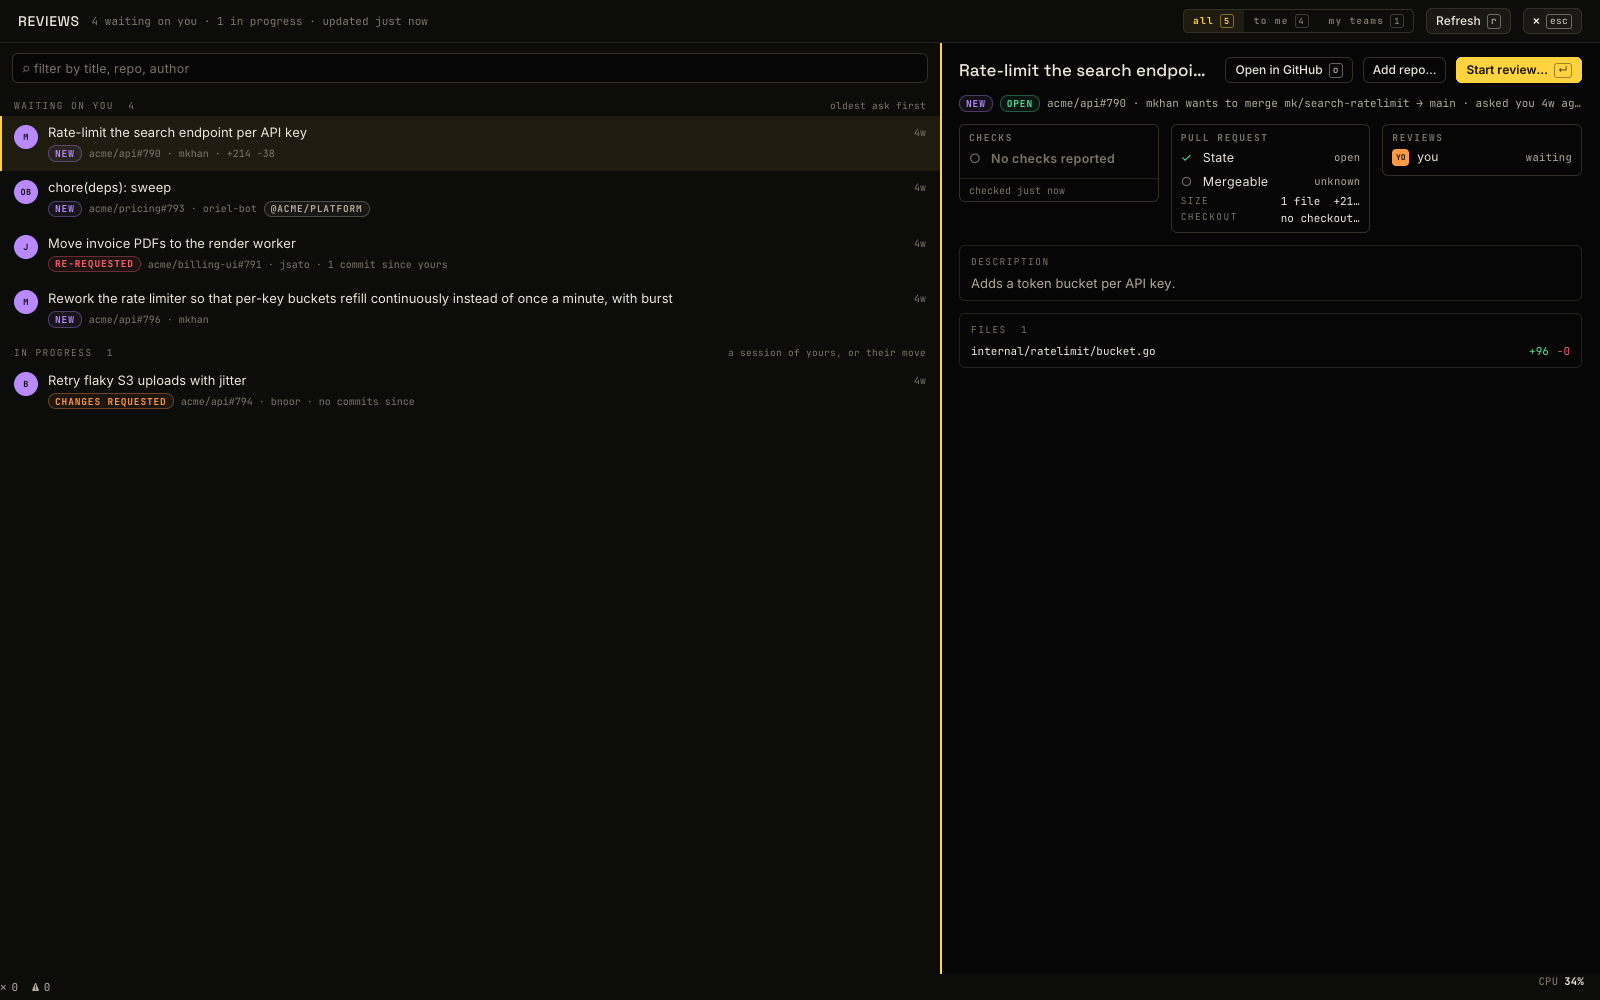 REVIEWS 4 waiting on you · 1 in progress · updated just now all 5 to me 4 my teams 1 Refresh r × esc
filter by title, repo, author
WAITING ON YOU 4 oldest ask first
M Rate-limit the search endpoint per API key 4w
NEW acme/api#790 · mkhan · +214 -38
OB chore(deps): sweep 4w
NEW acme/pricing#793 · oriel-bot @ACME/PLATFORM
J Move invoice PDFs to the render worker 4w
RE-REQUESTED acme/billing-ui#791 · jsato · 1 commit since yours
M Rework the rate limiter so that per-key buckets refill continuously instead of once a minute, with burst 4w
NEW acme/api#796 · mkhan
IN PROGRESS 1 a session of yours, or their move
B Retry flaky S3 uploads with jitter 4w
CHANGES REQUESTED acme/api#794 · bnoor · no commits since
Rate-limit the search endpoi… Open in GitHub o Add repo… Start review… ↵
NEW OPEN acme/api#790 · mkhan wants to merge mk/search-ratelimit → main · asked you 4w ag…
CHECKS
No checks reported
checked just now
PULL REQUEST
✓ State open
Mergeable unknown
SIZE 1 file +21…
CHECKOUT no checkout…
REVIEWS
YO you waiting
DESCRIPTION
Adds a token bucket per API key.
FILES 1
internal/ratelimit/bucket.go +96 -0
× 0 ⚠ 0 CPU 34%